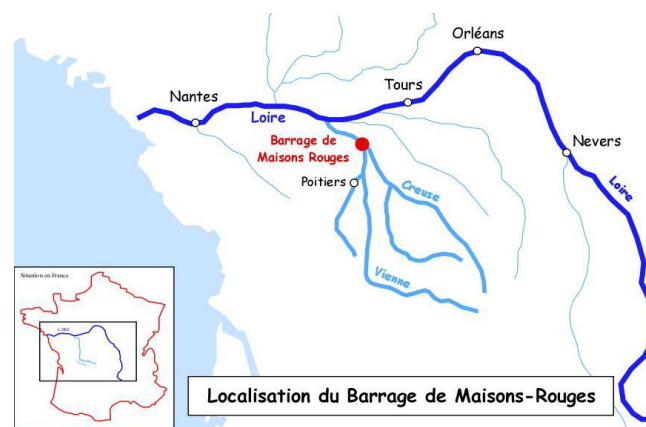 Orléans
Tours
Nantes
Loire
Barrage de
Maisons Rouges
Nevers
Poitiers
Creuse
Loire
Vienne
Situation en France
LOIRE
Localisation du Barrage de Maisons-Rouges